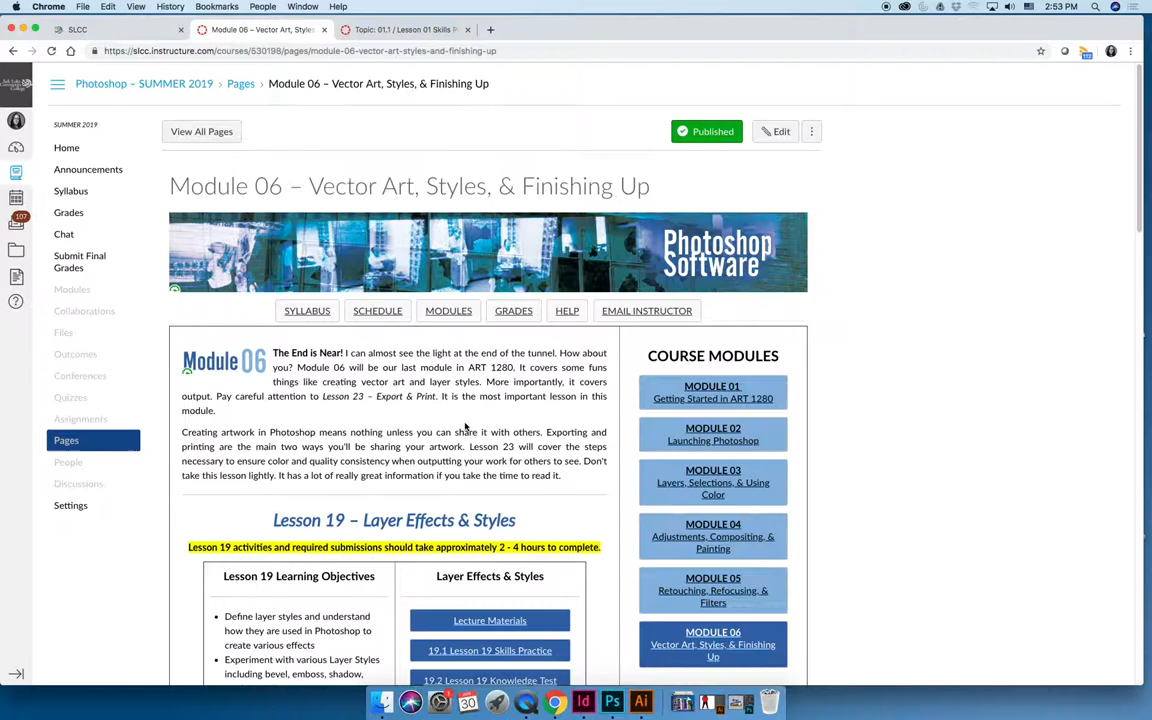 Chrome File Edit View History Bookmarks People Window Help 2:53 PM
SLCC × Module 06 – Vector Art, Styles, × Topic: 01.1 / Lesson 01 Skills P ×
https://slcc.instructure.com/courses/530198/pages/module-06-vector-art-styles-and-finishing-up
Photoshop – SUMMER 2019 › Pages › Module 06 – Vector Art, Styles, & Finishing Up
SUMMER 2019
Home
Announcements
Syllabus
Grades
Chat
Submit Final
Grades
Modules
Collaborations
Files
Outcomes
Conferences
Quizzes
Assignments
Pages
People
Discussions
Settings
107
View All Pages
Published
Edit
Module 06 – Vector Art, Styles, & Finishing Up
Photoshop
Software
SYLLABUS SCHEDULE MODULES GRADES HELP EMAIL INSTRUCTOR
Module 06 The End is Near! I can almost see the light at the end of the tunnel. How about
you? Module 06 will be our last module in ART 1280. It covers some funs
things like creating vector art and layer styles. More importantly, it covers
output. Pay careful attention to Lesson 23 – Export & Print. It is the most important lesson in this
module.
Creating artwork in Photoshop means nothing unless you can share it with others. Exporting and
printing are the main two ways you'll be sharing your artwork. Lesson 23 will cover the steps
necessary to ensure color and quality consistency when outputting your work for others to see. Don't
take this lesson lightly. It has a lot of really great information if you take the time to read it.
Lesson 19 – Layer Effects & Styles
Lesson 19 activities and required submissions should take approximately 2 - 4 hours to complete.
Lesson 19 Learning Objectives
Define layer styles and understand
how they are used in Photoshop to
create various effects
Experiment with various Layer Styles
including bevel, emboss, shadow,
Layer Effects & Styles
Lecture Materials
19.1 Lesson 19 Skills Practice
19.2 Lesson 19 Knowledge Test
COURSE MODULES
MODULE 01
Getting Started in ART 1280
MODULE 02
Launching Photoshop
MODULE 03
Layers, Selections, & Using
Color
MODULE 04
Adjustments, Compositing, &
Painting
MODULE 05
Retouching, Refocusing, &
Filters
MODULE 06
Vector Art, Styles, & Finishing
Up
30 Id Ps Ai